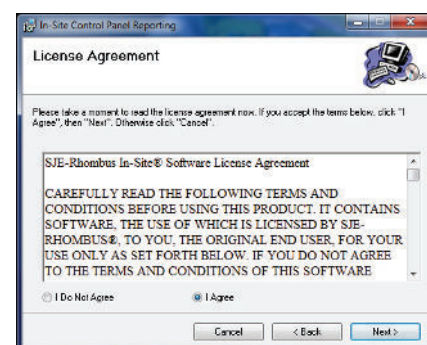 In-Site Control Panel Reporting
License Agreement
Please take a moment to read the license agreement now. If you accept the terms below, click "I
Agree", then "Next". Otherwise click "Cancel".
SJE-Rhombus In-Site® Software License Agreement
CAREFULLY READ THE FOLLOWING TERMS AND
CONDITIONS BEFORE USING THIS PRODUCT. IT CONTAINS
SOFTWARE, THE USE OF WHICH IS LICENSED BY SJE-
RHOMBUS®, TO YOU, THE ORIGINAL END USER, FOR YOUR
USE ONLY AS SET FORTH BELOW. IF YOU DO NOT AGREE
TO THE TERMS AND CONDITIONS OF THIS SOFTWARE
I Do Not Agree
I Agree
Cancel
< Back
Next >